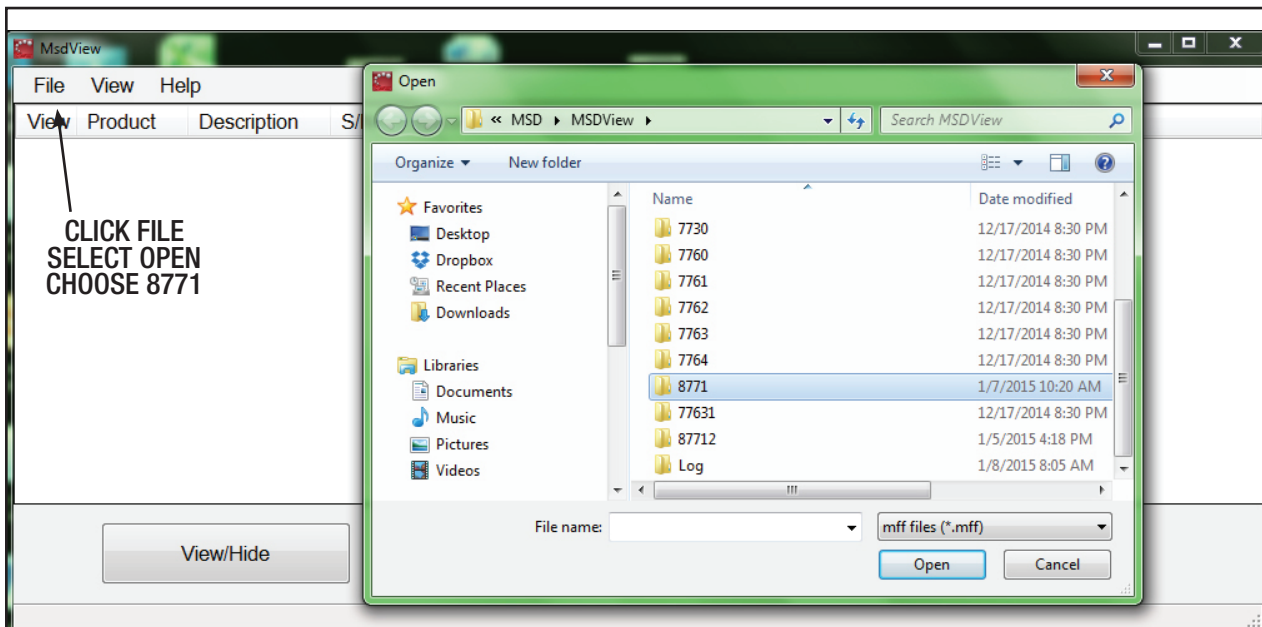 MsdView
File View Help
View Product Description S/
CLICK FILE
SELECT OPEN
CHOOSE 8771
View/Hide
Open
« MSD MSDView
Search MSDView
Organize New folder
Favorites
Desktop
Dropbox
Recent Places
Downloads
Libraries
Documents
Music
Pictures
Videos
Name Date modified
7730 12/17/2014 8:30 PM
7760 12/17/2014 8:30 PM
7761 12/17/2014 8:30 PM
7762 12/17/2014 8:30 PM
7763 12/17/2014 8:30 PM
7764 12/17/2014 8:30 PM
8771 1/7/2015 10:20 AM
77631 12/17/2014 8:30 PM
87712 1/5/2015 4:18 PM
Log 1/8/2015 8:05 AM
File name: mff files (*.mff)
Open Cancel